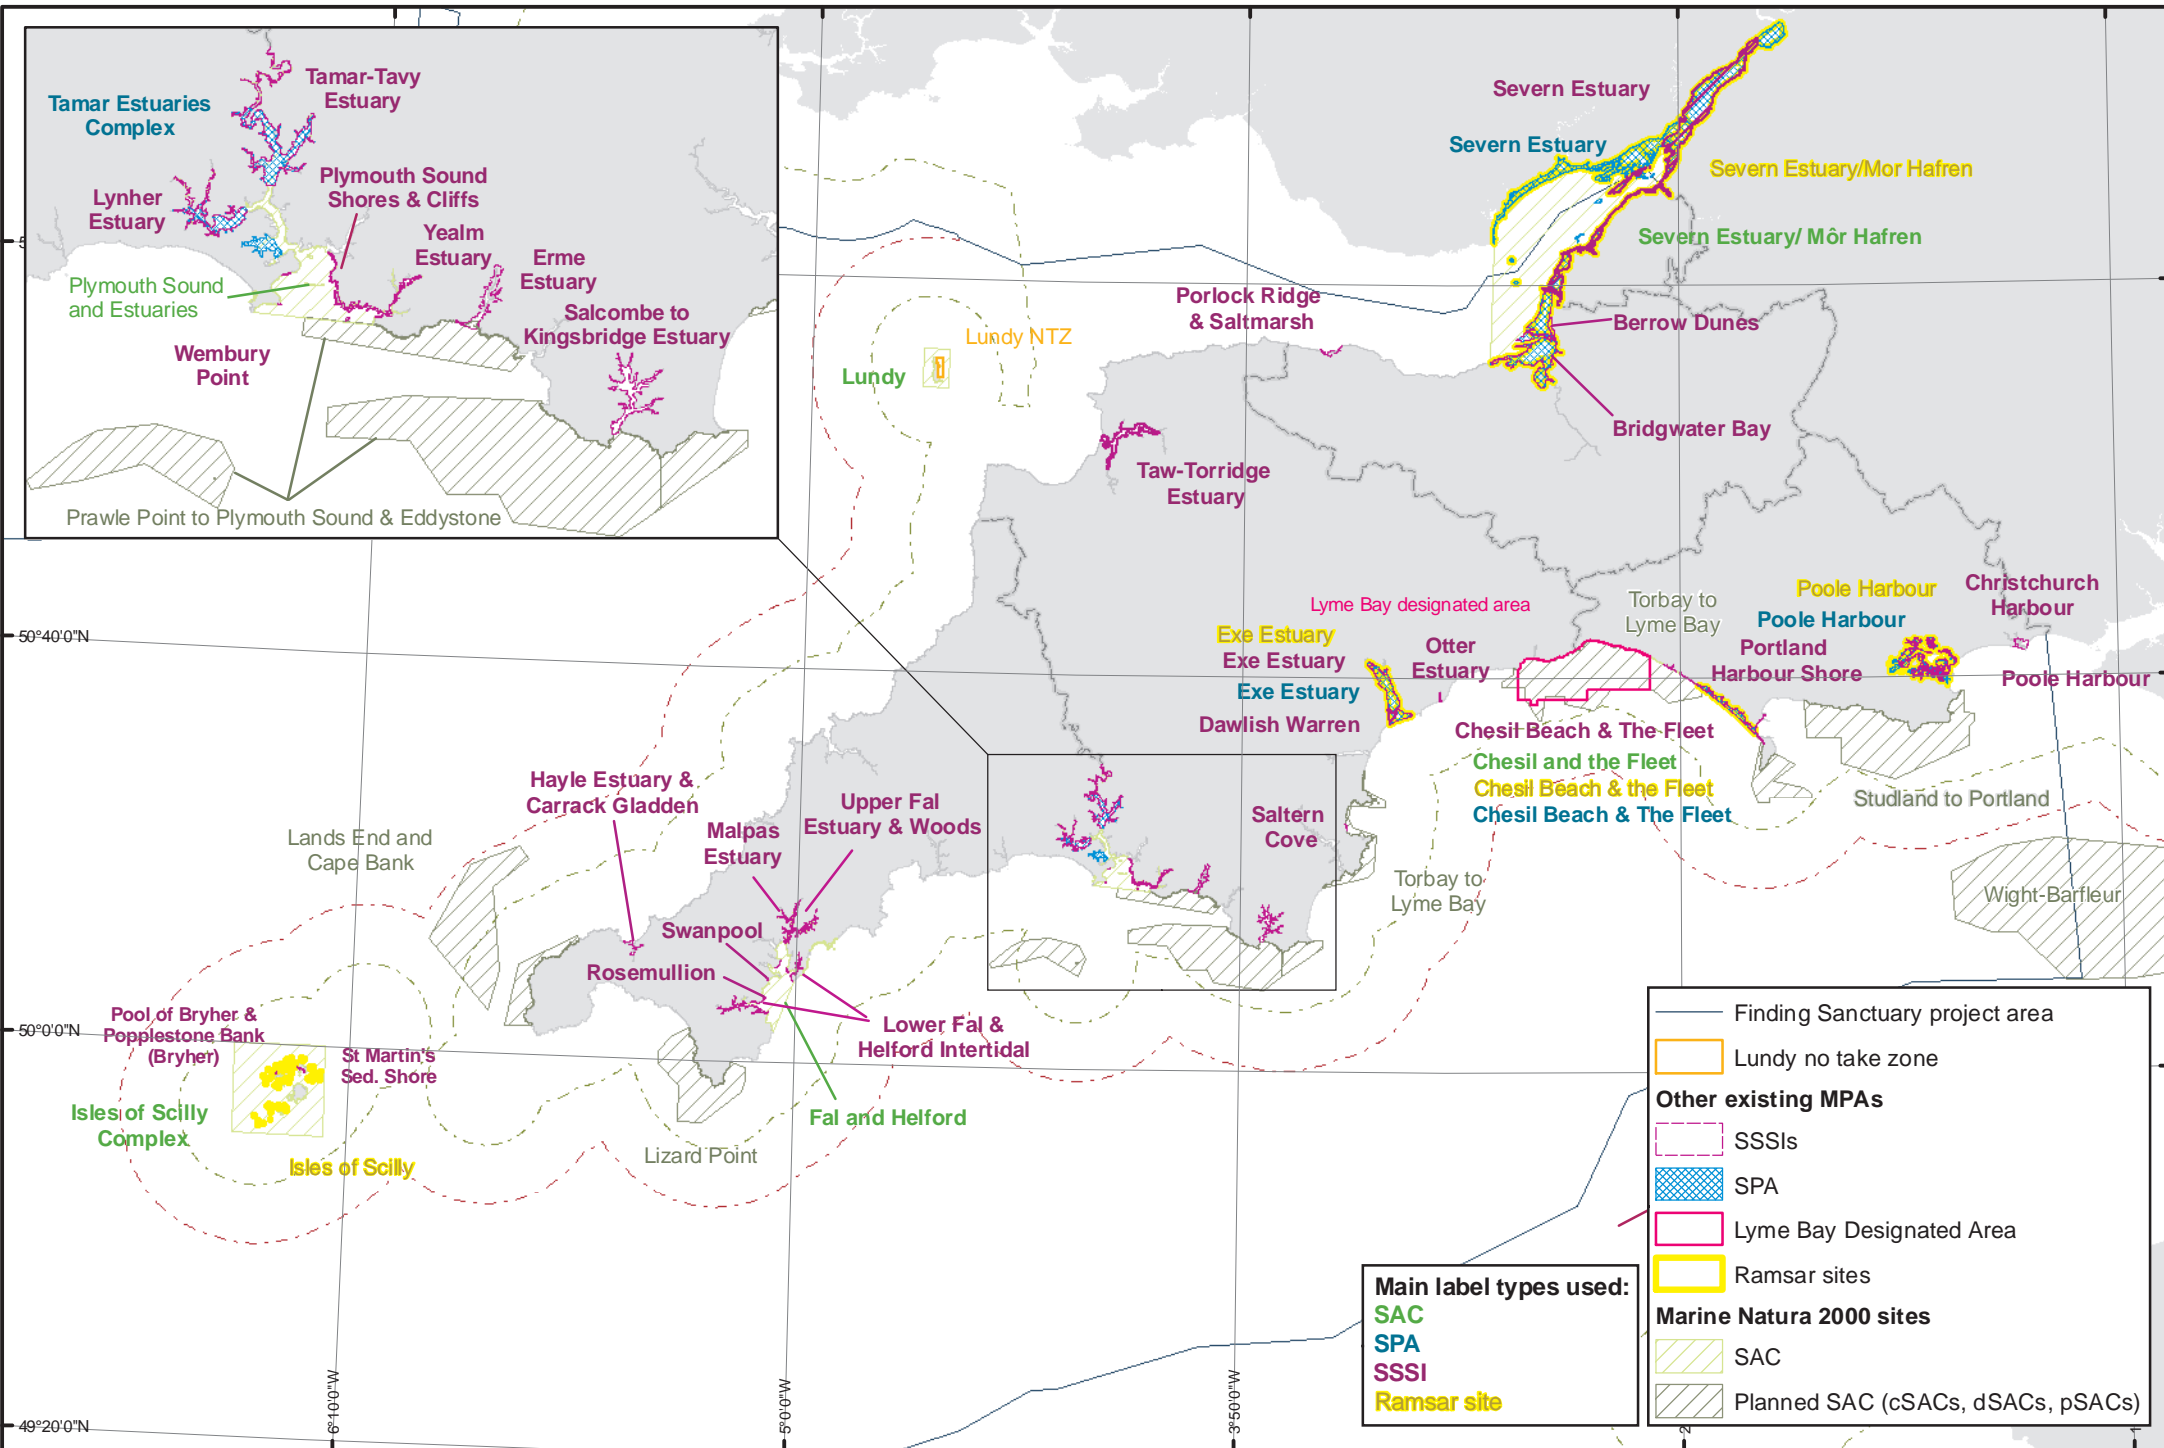 Tamar-Tavy
Estuary
Tamar Estuaries
Complex
Plymouth Sound
Shores & Cliffs
Lynher
Estuary
Yealm
Estuary
Erme
Estuary
Plymouth Sound
and Estuaries
Salcombe to
Kingsbridge Estuary
Wembury
Point
Prawle Point to Plymouth Sound & Eddystone
Severn Estuary
Severn Estuary
Severn Estuary/Mor Hafren
Severn Estuary/ Môr Hafren
Porlock Ridge
& Saltmarsh
Berrow Dunes
Lundy NTZ
Lundy
Bridgwater Bay
Taw-Torridge
Estuary
Lyme Bay designated area
Torbay to
Lyme Bay
Poole Harbour
Poole Harbour
Christchurch
Harbour
Exe Estuary
Exe Estuary
Exe Estuary
Dawlish Warren
Otter
Estuary
Portland
Harbour Shore
Poole Harbour
Chesil Beach & The Fleet
Chesil and the Fleet
Chesil Beach & the Fleet
Chesil Beach & The Fleet
Studland to Portland
Hayle Estuary &
Carrack Gladden
Upper Fal
Estuary & Woods
Malpas
Estuary
Saltern
Cove
Lands End and
Cape Bank
Torbay to
Lyme Bay
Wight-Barfleur
Swanpool
Rosemullion
Lower Fal &
Helford Intertidal
Pool of Bryher &
Popplestone Bank
(Bryher)
St Martin's
Sed. Shore
Isles of Scilly
Complex
Isles of Scilly
Fal and Helford
Lizard Point
50°40'0"N
50°0'0"N
49°20'0"N
6°10'0"W
5°0'0"W
3°50'0"W
Main label types used:
SAC
SPA
SSSI
Ramsar site
Finding Sanctuary project area
Lundy no take zone
Other existing MPAs
SSSIs
SPA
Lyme Bay Designated Area
Ramsar sites
Marine Natura 2000 sites
SAC
Planned SAC (cSACs, dSACs, pSACs)